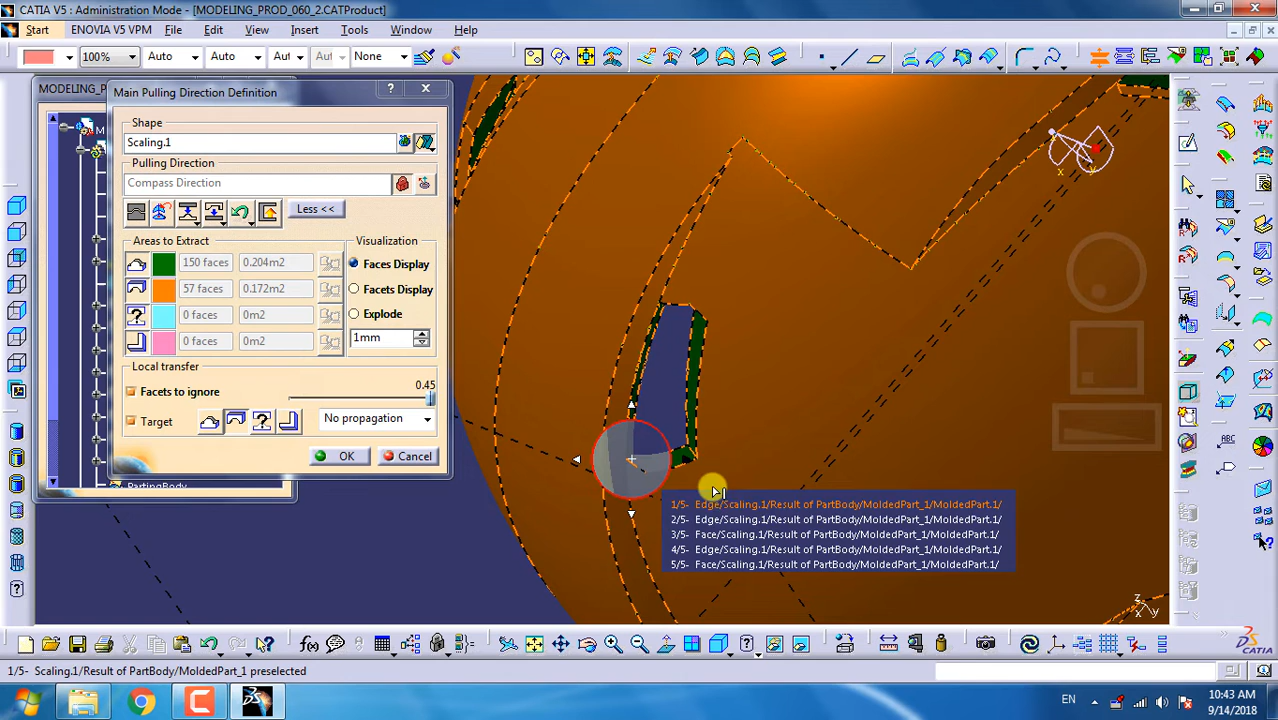 CATIA V5 : Administration Mode - [MODELING_PROD_060_2.CATProduct]
Start ENOVIA V5 VPM File Edit View Insert Tools Window Help
100% Auto Auto Aut Aut None
MODELING_P
Main Pulling Direction Definition
?
M
Shape
Scaling.1
Pulling Direction
Compass Direction
Less <<
Areas to Extract
Visualization
150 faces 0.204m2
Faces Display
57 faces 0.172m2
Facets Display
0 faces 0m2
Explode
0 faces 0m2
1mm
Local transfer
Facets to ignore
0.45
Target
No propagation
OK
Cancel
PartingBody
x
y
1/5- Edge/Scaling.1/Result of PartBody/MoldedPart_1/MoldedPart.1/
2/5- Edge/Scaling.1/Result of PartBody/MoldedPart_1/MoldedPart.1/
3/5- Face/Scaling.1/Result of PartBody/MoldedPart_1/MoldedPart.1/
4/5- Edge/Scaling.1/Result of PartBody/MoldedPart_1/MoldedPart.1/
5/5- Face/Scaling.1/Result of PartBody/MoldedPart_1/MoldedPart.1/
ABC
z
x y
f(x)
CATIA
1/5- Scaling.1/Result of PartBody/MoldedPart_1 preselected
EN
10:43 AM
9/14/2018